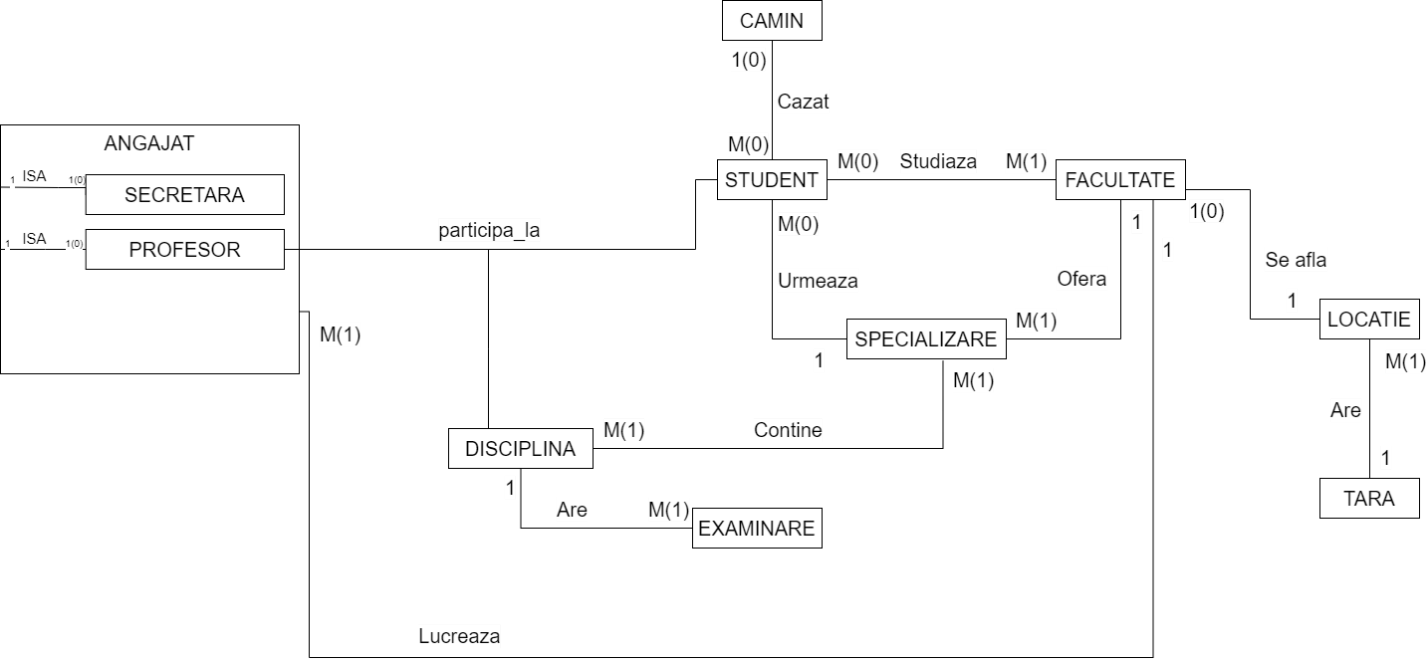 CAMIN
1(0)
Cazat
M(0)
ANGAJAT
1 ISA 1(0)
SECRETARA
1 ISA 1(0)
PROFESOR
participa_la
STUDENT
M(0) Studiaza M(1)
FACULTATE
M(0)
1
1
1(0)
Urmeaza
Ofera
Se afla
1
LOCATIE
M(1)
M(1)
SPECIALIZARE
1
M(1)
M(1)
Are
1
TARA
DISCIPLINA
M(1) Contine
1
Are M(1)
EXAMINARE
Lucreaza